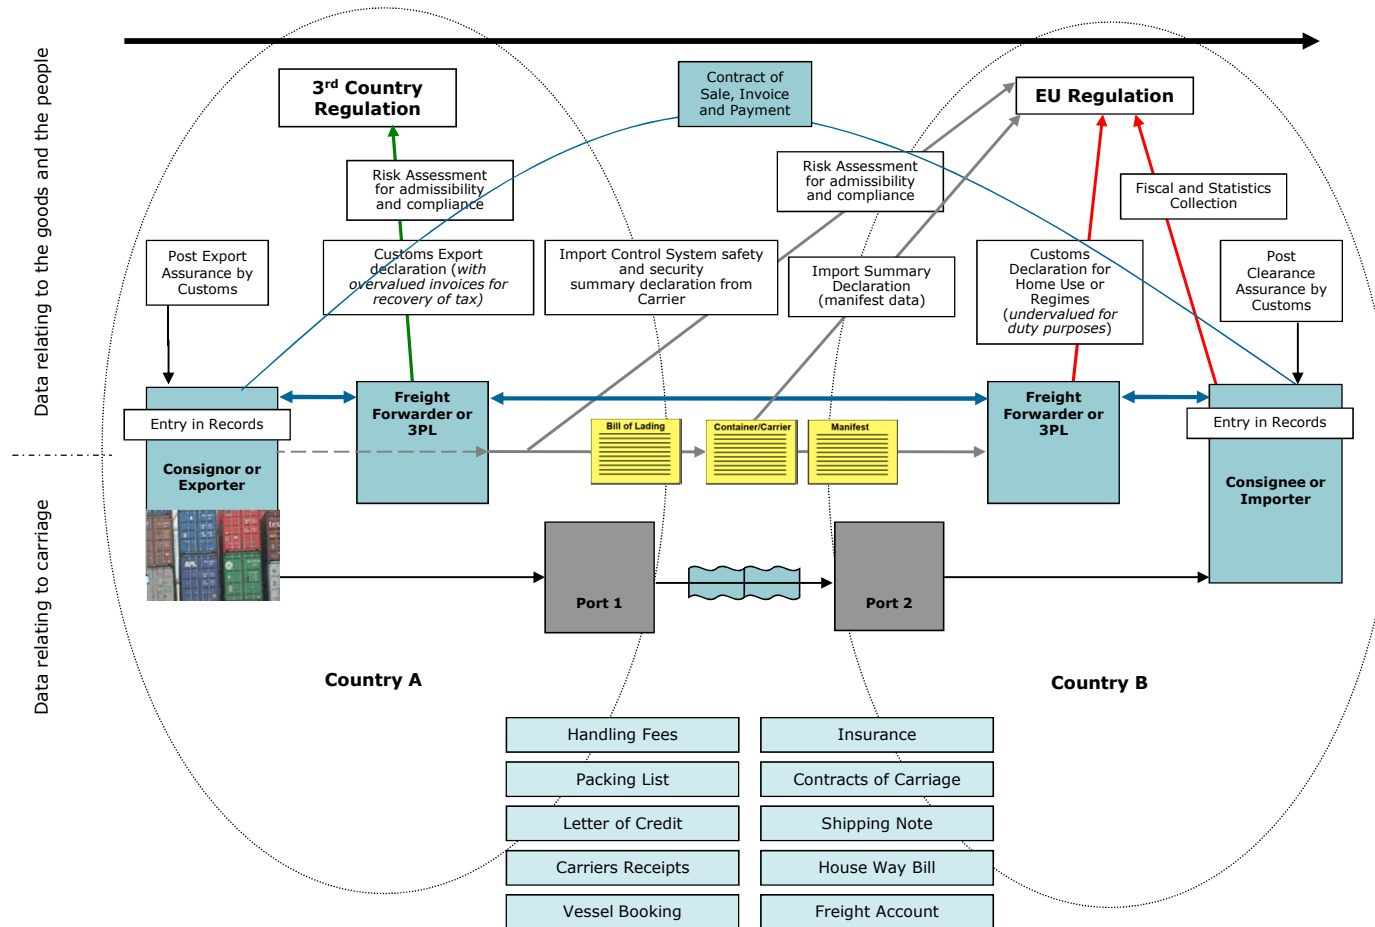 Data relating to the goods and the people
Data relating to carriage
3rd Country
Regulation
Contract of
Sale, Invoice
and Payment
EU Regulation
Risk Assessment
for admissibility
and compliance
Risk Assessment
for admissibility
and compliance
Fiscal and Statistics
Collection
Post Export
Assurance by
Customs
Customs Export
declaration (with
overvalued invoices for
recovery of tax)
Import Control System safety
and security
summary declaration from
Carrier
Import Summary
Declaration
(manifest data)
Customs
Declaration for
Home Use or
Regimes
(undervalued for
duty purposes)
Post
Clearance
Assurance by
Customs
Freight
Forwarder or
3PL
Freight
Forwarder or
3PL
Entry in Records
Entry in Records
Bill of Lading
Container/Carrier
Manifest
Consignor or
Exporter
Consignee or
Importer
Port 1
Port 2
Country A
Country B
Handling Fees
Insurance
Packing List
Contracts of Carriage
Letter of Credit
Shipping Note
Carriers Receipts
House Way Bill
Vessel Booking
Freight Account